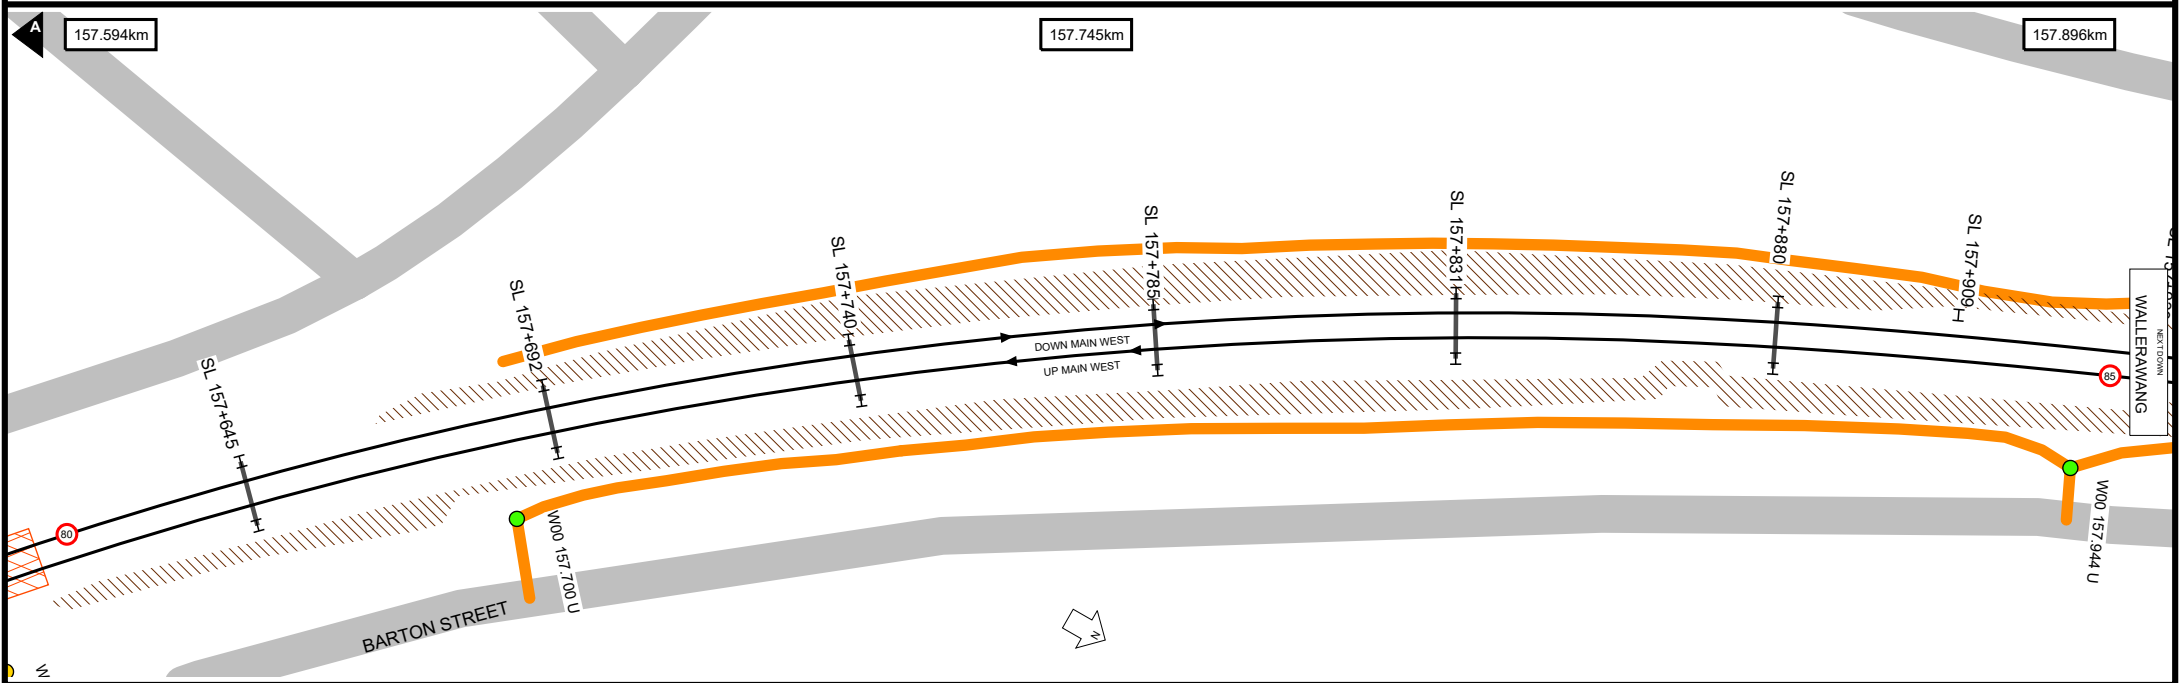 A
157.594km
157.745km
157.896km
SL 157+645
SL 157+692
SL 157+740
SL 157+785
SL 157+831
SL 157+880
SL 157+909
DOWN MAIN WEST
UP MAIN WEST
80
85
WALLERAWANG
NEXT DOWN
W00 157.700 U
W00 157.944 U
BARTON STREET
N
W